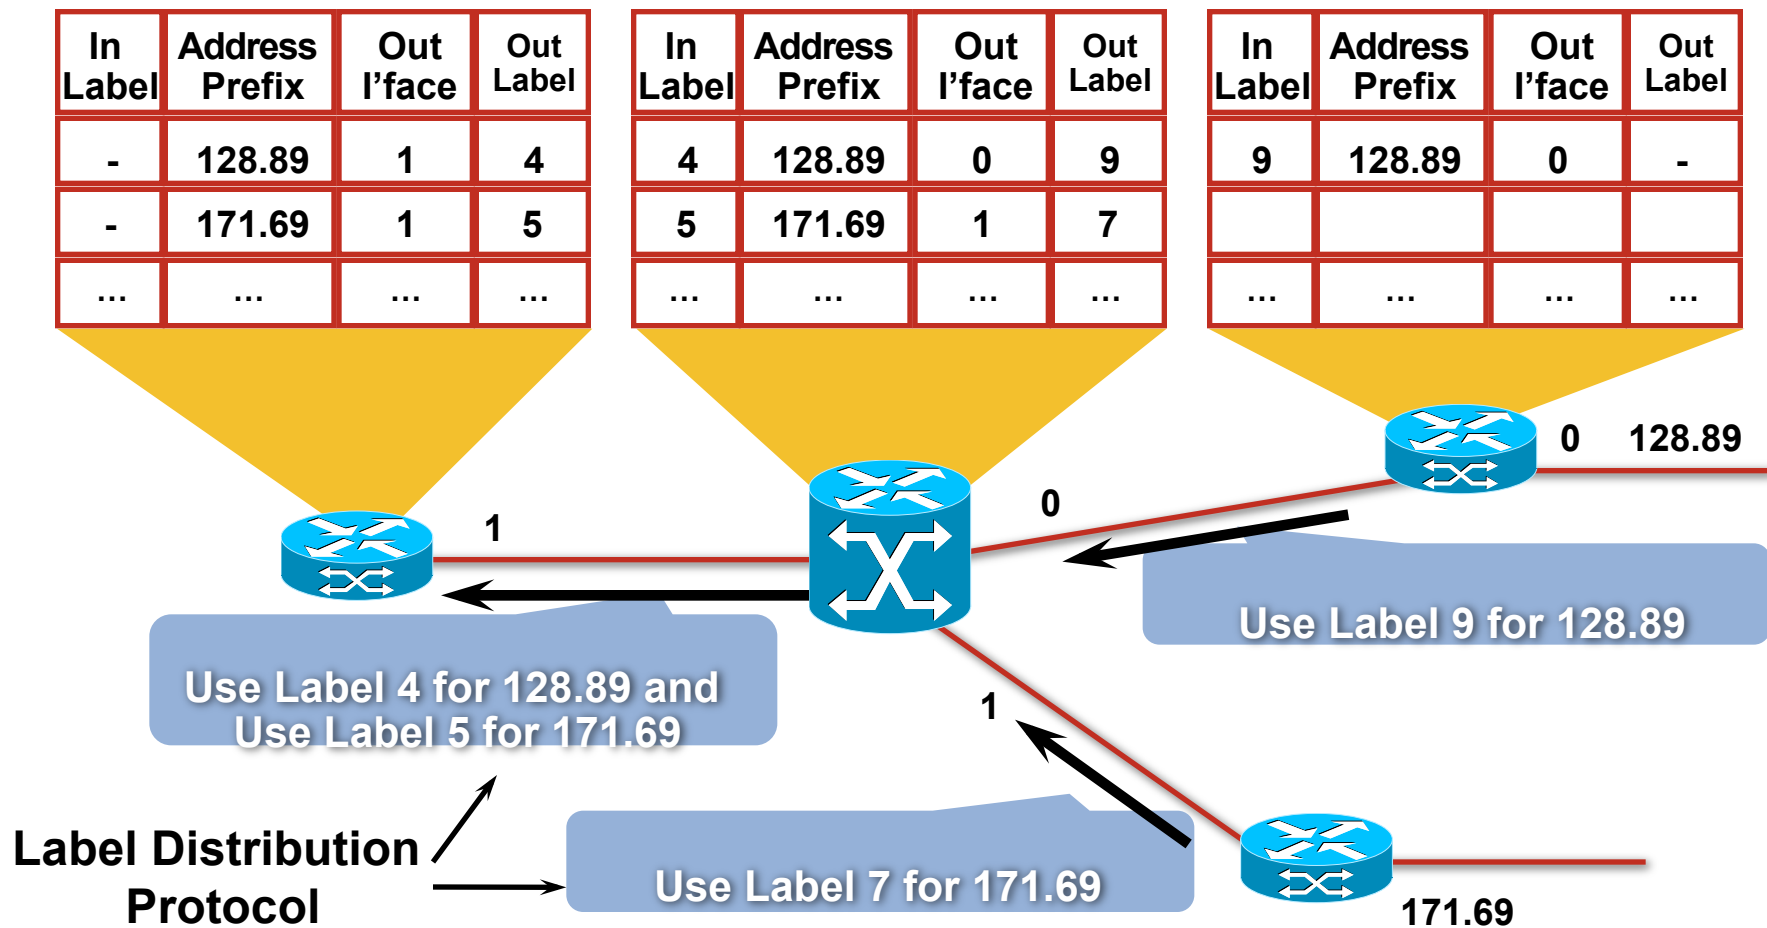 In Label Address Prefix Out I'face Out Label
- 128.89 1 4
- 171.69 1 5
... ... ... ...
In Label Address Prefix Out I'face Out Label
4 128.89 0 9
5 171.69 1 7
... ... ... ...
In Label Address Prefix Out I'face Out Label
9 128.89 0 -
... ... ... ...
0 128.89
0
1
Use Label 9 for 128.89
Use Label 4 for 128.89 and
Use Label 5 for 171.69
1
Label Distribution
Protocol
Use Label 7 for 171.69
171.69